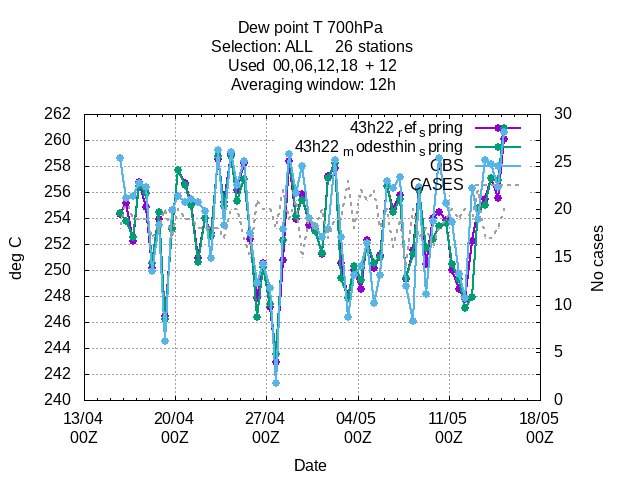 Dew point T 700hPa
Selection: ALL     26 stations
Used  00,06,12,18  + 12
Averaging window: 12h
262
260
258
256
254
252
250
248
246
244
242
240
30
25
20
15
10
5
0
43h22 ref spring
43h22 modesthin spring
OBS
CASES
deg C
No cases
13/04 20/04 27/04 04/05 11/05 18/05
00Z 00Z 00Z 00Z 00Z 00Z
Date